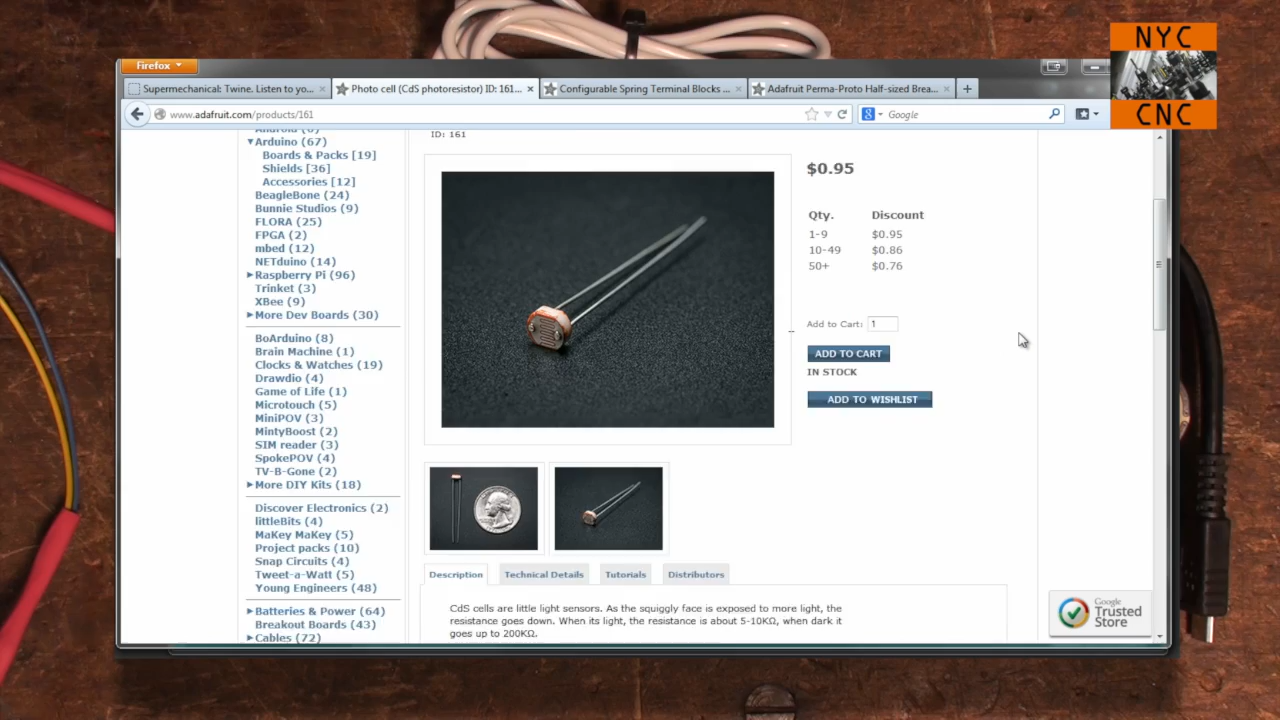 NYC
CNC
Firefox
Supermechanical: Twine. Listen to yo...
Photo cell (CdS photoresistor) ID: 161...
Configurable Spring Terminal Blocks ...
Adafruit Perma-Proto Half-sized Brea...
www.adafruit.com/products/161
Google
Android (6)
Arduino (67)
Boards & Packs [19]
Shields [36]
Accessories [12]
BeagleBone (24)
Bunnie Studios (9)
FLORA (25)
FPGA (2)
mbed (12)
NETduino (14)
Raspberry Pi (96)
Trinket (3)
XBee (9)
More Dev Boards (30)
BoArduino (8)
Brain Machine (1)
Clocks & Watches (19)
Drawdio (4)
Game of Life (1)
Microtouch (5)
MiniPOV (3)
MintyBoost (2)
SIM reader (3)
SpokePOV (4)
TV-B-Gone (2)
More DIY Kits (18)
Discover Electronics (2)
littleBits (4)
MaKey MaKey (5)
Project packs (10)
Snap Circuits (4)
Tweet-a-Watt (5)
Young Engineers (48)
Batteries & Power (64)
Breakout Boards (43)
Cables (72)
ID: 161
$0.95
Qty. Discount
1-9 $0.95
10-49 $0.86
50+ $0.76
Add to Cart: 1
ADD TO CART
IN STOCK
ADD TO WISHLIST
Description Technical Details Tutorials Distributors
CdS cells are little light sensors. As the squiggly face is exposed to more light, the
resistance goes down. When its light, the resistance is about 5-10KΩ, when dark it
goes up to 200KΩ.
Google
Trusted
Store